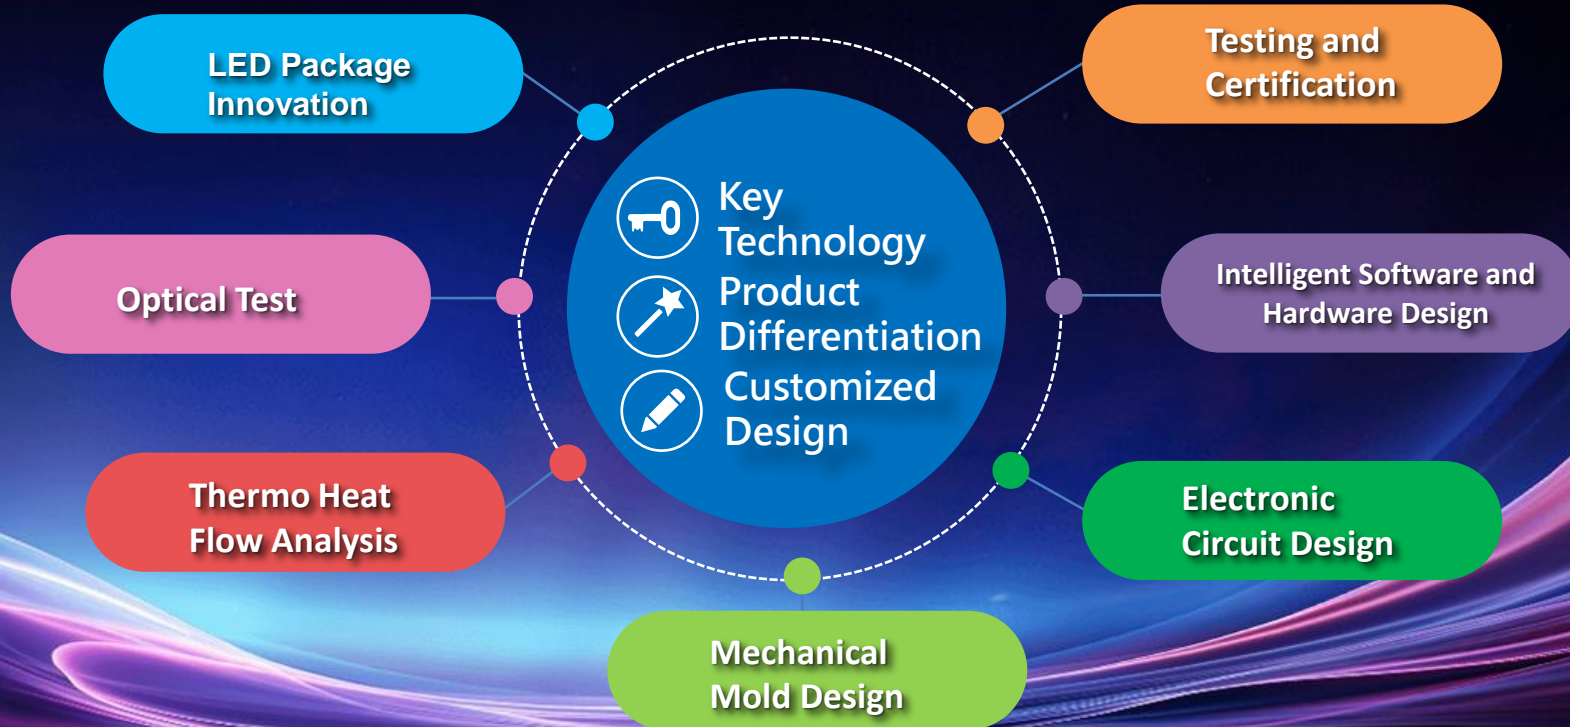 LED Package
Innovation
Testing and
Certification
Key
Technology
Product
Differentiation
Customized
Design
Optical Test
Intelligent Software and
Hardware Design
Thermo Heat
Flow Analysis
Electronic
Circuit Design
Mechanical
Mold Design